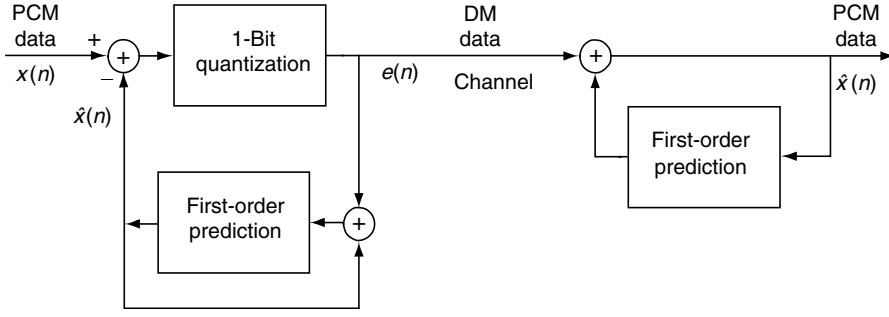 PCM
data
x(n)
+
+
−
x̂(n)
1-Bit
quantization
e(n)
DM
data
Channel
+
PCM
data
x̂(n)
First-order
prediction
First-order
prediction
+